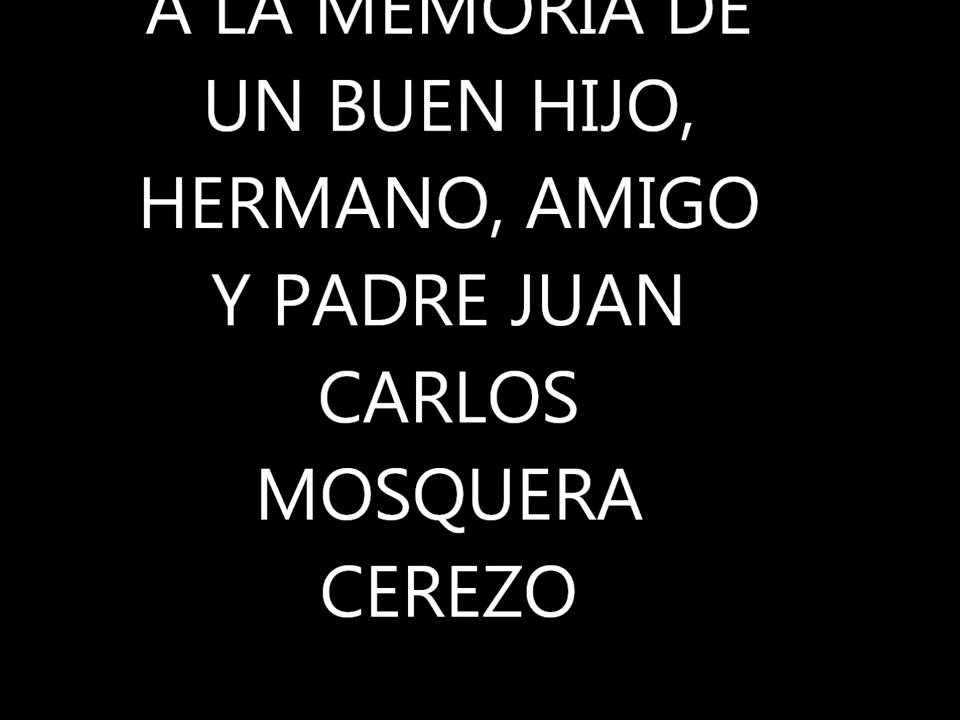 A LA MEMORIA DE
UN BUEN HIJO,
HERMANO, AMIGO
Y PADRE JUAN
CARLOS
MOSQUERA
CEREZO